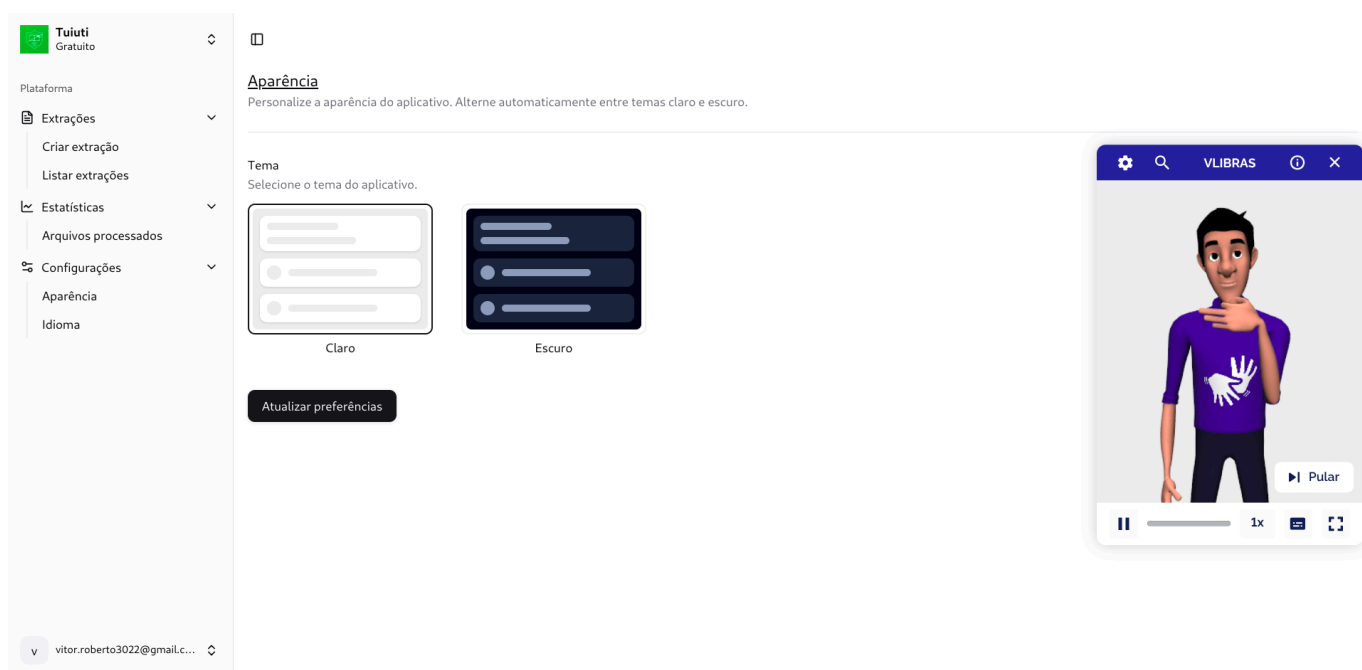 Tuiuti
Gratuito
Plataforma
Extrações
Criar extração
Listar extrações
Estatísticas
Arquivos processados
Configurações
Aparência
Idioma
v
vitor.roberto3022@gmail.c...
Aparência
Personalize a aparência do aplicativo. Alterne automaticamente entre temas claro e escuro.
Tema
Selecione o tema do aplicativo.
Claro
Escuro
Atualizar preferências
VLIBRAS
Pular
1x